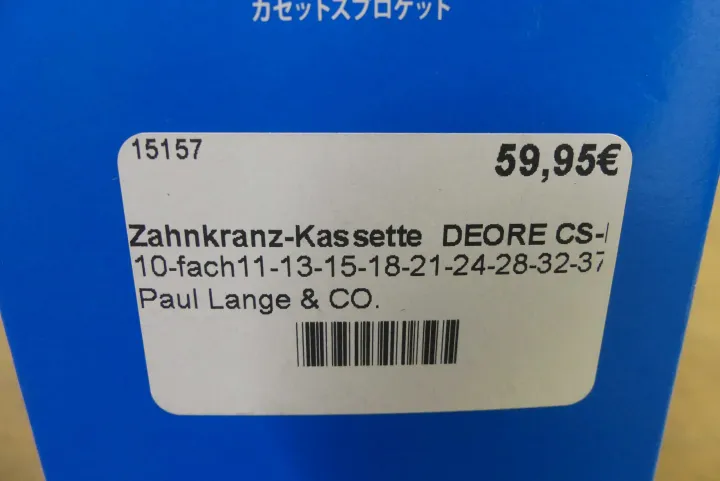 カセットスプロケット
15157
59,95€
Zahnkranz-Kassette DEORE CS-
10-fach11-13-15-18-21-24-28-32-37
Paul Lange & CO.